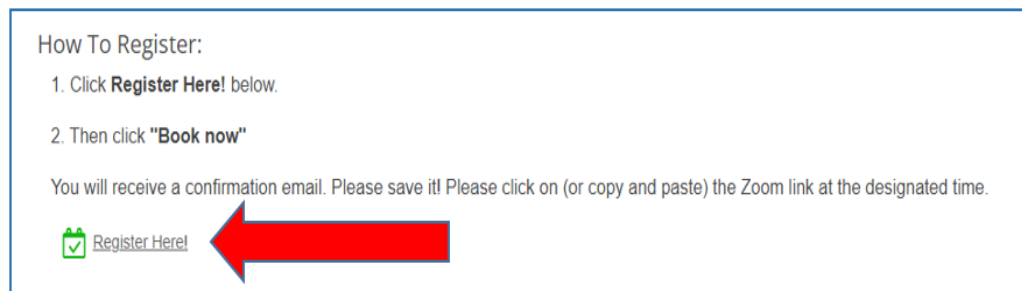 How To Register:
1. Click Register Here! below.
2. Then click "Book now"
You will receive a confirmation email. Please save it! Please click on (or copy and paste) the Zoom link at the designated time.
Register Here!